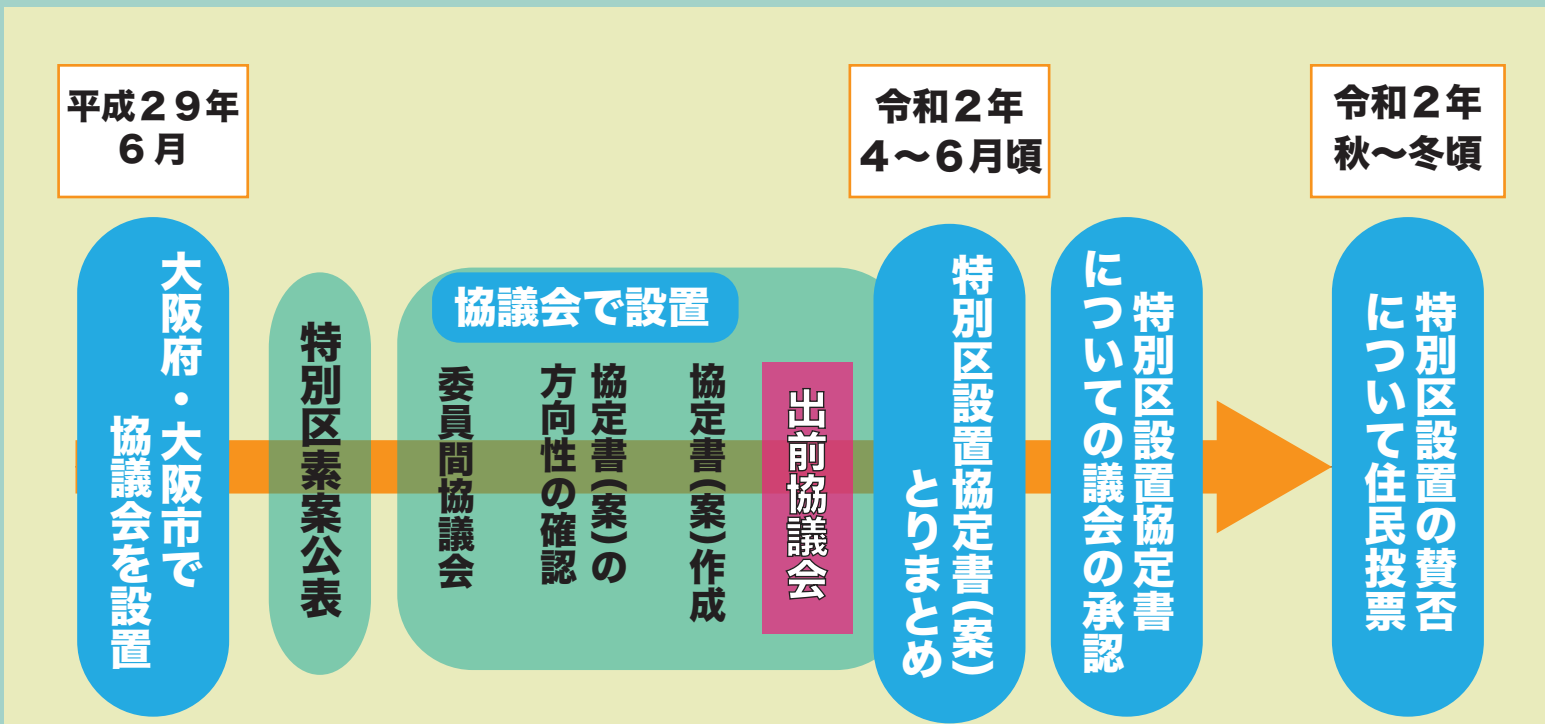 平成２９年
６月
大阪府・大阪市で
協議会を設置
特別区素案公表
協議会で設置
委員間協議会
協定書(案)の
方向性の確認
協定書(案)作成
出前協議会
令和２年
４～６月頃
特別区設置協定書(案)
とりまとめ
特別区設置協定書
についての議会の承認
令和２年
秋～冬頃
特別区設置の賛否
について住民投票